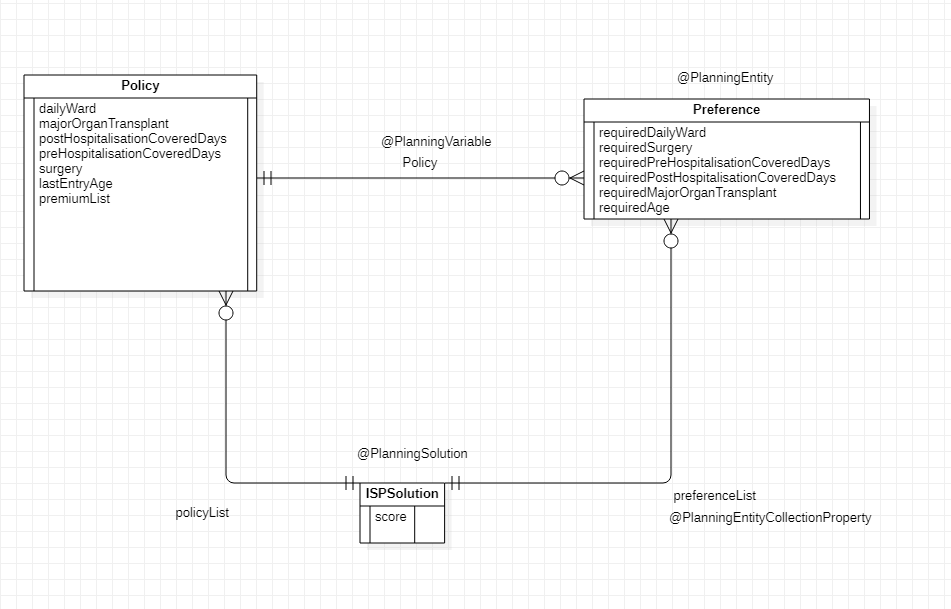 Policy
dailyWard
majorOrganTransplant
postHospitalisationCoveredDays
preHospitalisationCoveredDays
surgery
lastEntryAge
premiumList
@PlanningVariable
Policy
@PlanningEntity
Preference
requiredDailyWard
requiredSurgery
requiredPreHospitalisationCoveredDays
requiredPostHospitalisationCoveredDays
requiredMajorOrganTransplant
requiredAge
@PlanningSolution
ISPSolution
score
policyList
preferenceList
@PlanningEntityCollectionProperty